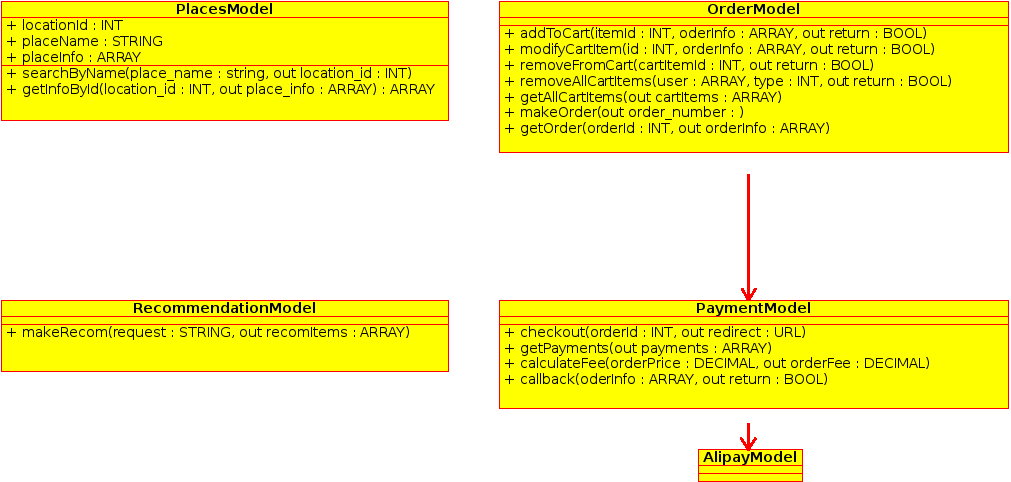 PlacesModel
+ locationId : INT
+ placeName : STRING
+ placeInfo : ARRAY
+ searchByName(place_name : string, out location_id : INT)
+ getInfoById(location_id : INT, out place_info : ARRAY) : ARRAY
OrderModel
+ addToCart(itemId : INT, oderInfo : ARRAY, out return : BOOL)
+ modifyCartItem(id : INT, orderInfo : ARRAY, out return : BOOL)
+ removeFromCart(cartItemId : INT, out return : BOOL)
+ removeAllCartItems(user : ARRAY, type : INT, out return : BOOL)
+ getAllCartItems(out cartItems : ARRAY)
+ makeOrder(out order_number : )
+ getOrder(orderId : INT, out orderInfo : ARRAY)
RecommendationModel
+ makeRecom(request : STRING, out recomItems : ARRAY)
PaymentModel
+ checkout(orderId : INT, out redirect : URL)
+ getPayments(out payments : ARRAY)
+ calculateFee(orderPrice : DECIMAL, out orderFee : DECIMAL)
+ callback(oderInfo : ARRAY, out return : BOOL)
AlipayModel